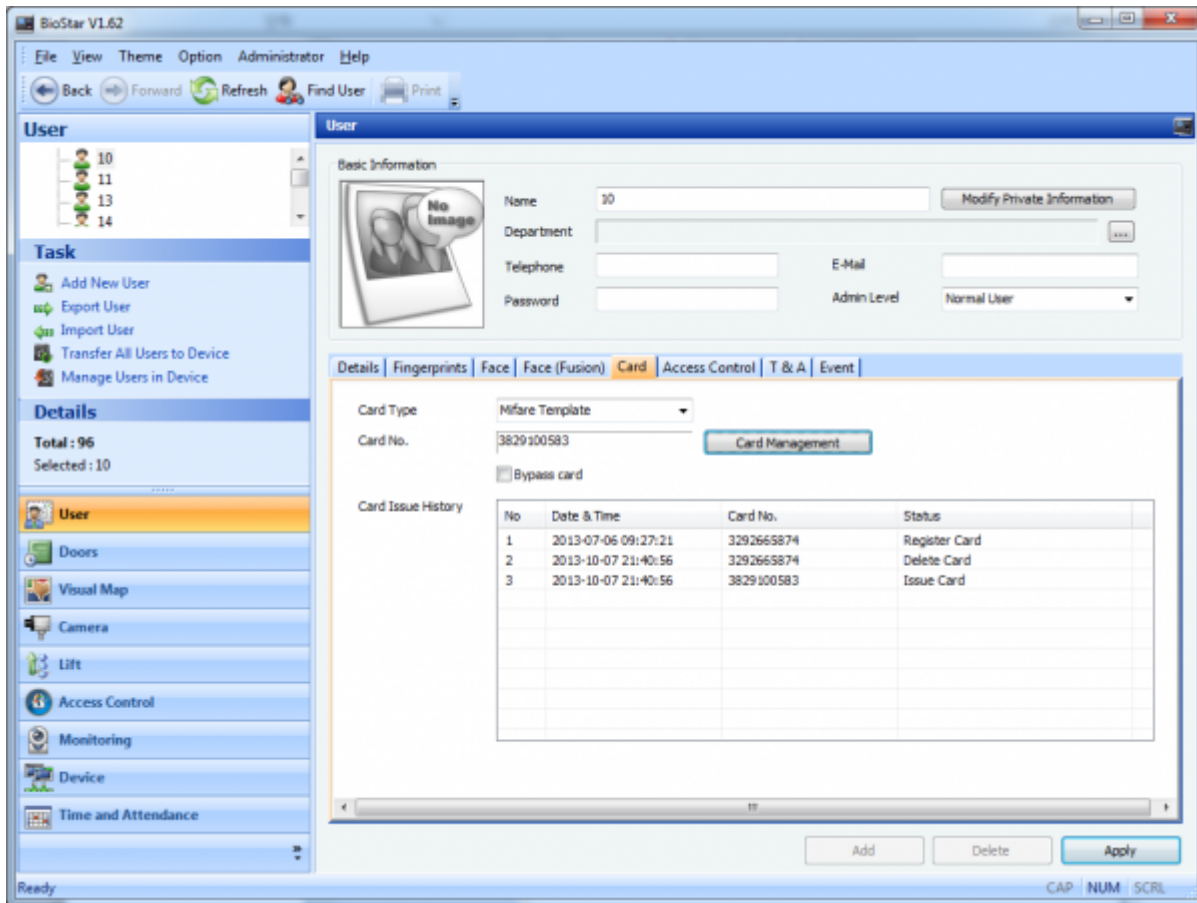 BioStar V1.62
File View Theme Option Administrator Help
Back Forward Refresh Find User Print
User
10
11
13
14
Task
Add New User
Export User
Import User
Transfer All Users to Device
Manage Users in Device
Details
Total : 96
Selected : 10
User
Doors
Visual Map
Camera
Lift
Access Control
Monitoring
Device
Time and Attendance
User
Basic Information
No Image
Name 10 Modify Private Information
Department ...
Telephone E-Mail
Password Admin Level Normal User
Details Fingerprints Face Face (Fusion) Card Access Control T & A Event
Card Type Mifare Template
Card No. 3829100583 Card Management
Bypass card
Card Issue History
No Date & Time Card No. Status
1 2013-07-06 09:27:21 3292665874 Register Card
2 2013-10-07 21:40:56 3292665874 Delete Card
3 2013-10-07 21:40:56 3829100583 Issue Card
Add Delete Apply
Ready CAP NUM SCRL